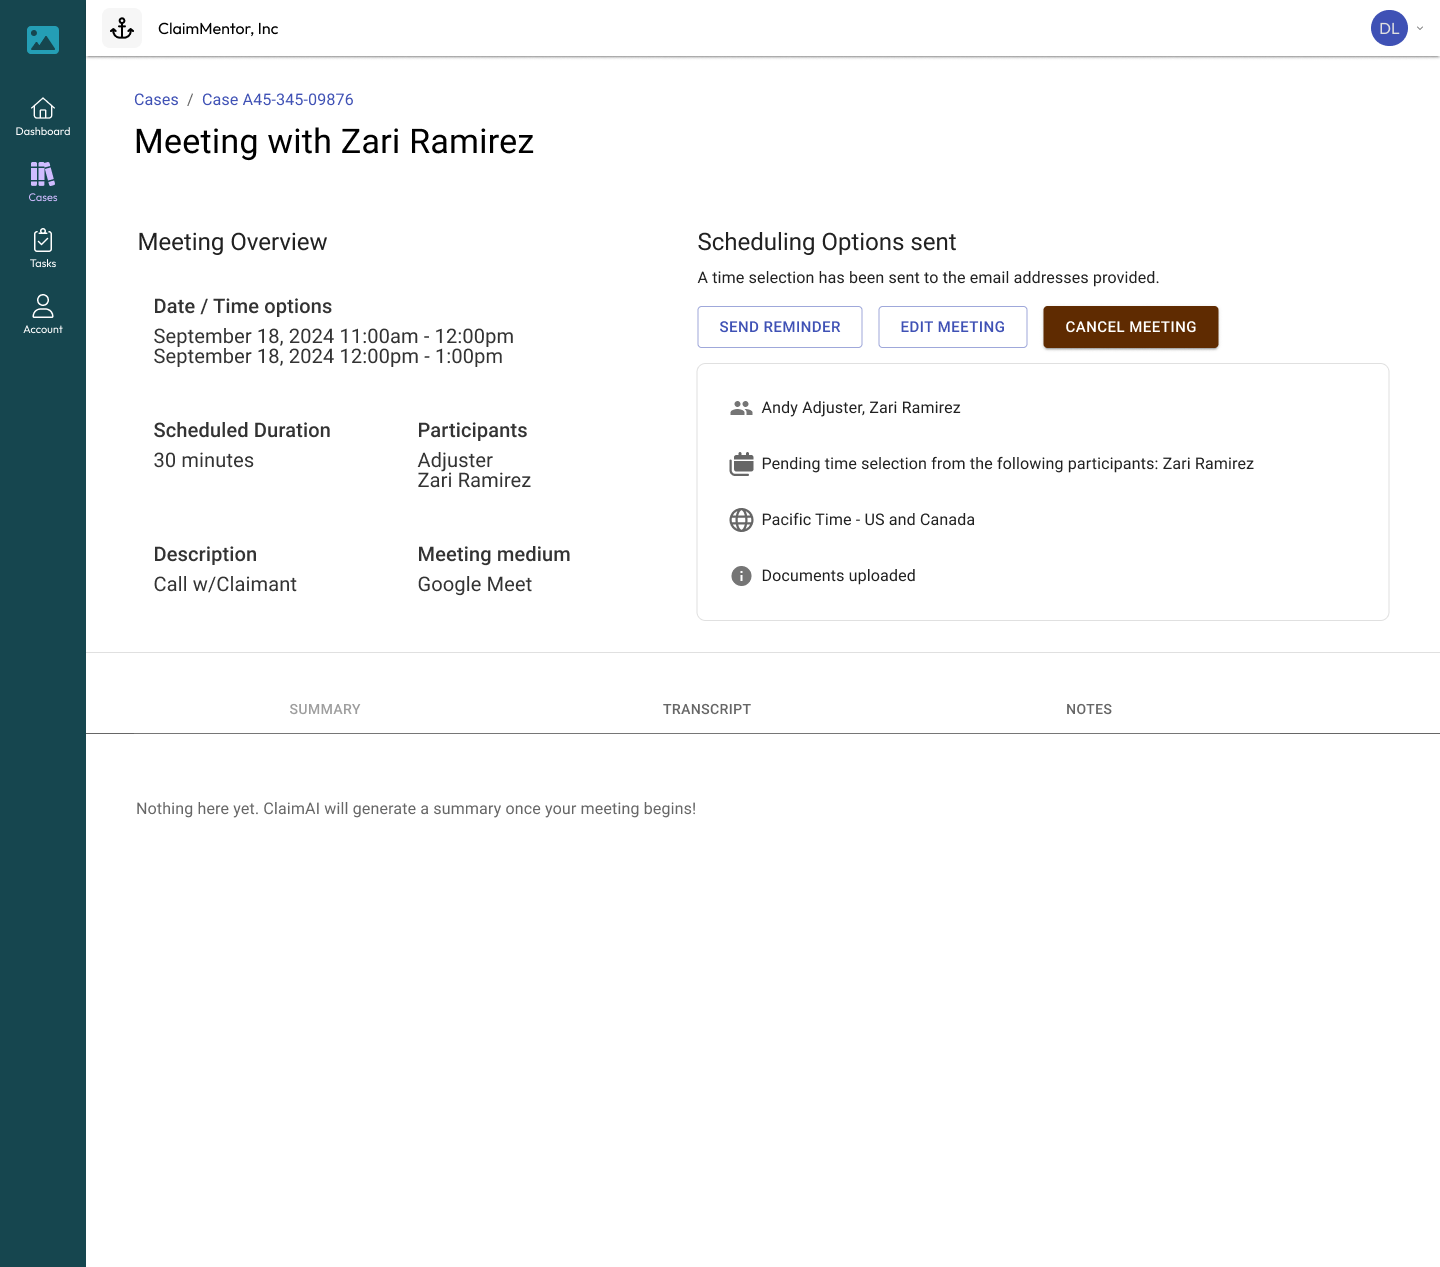 ClaimMentor, Inc
DL
Dashboard
Cases
Tasks
Account
Cases / Case A45-345-09876
Meeting with Zari Ramirez
Meeting Overview
Date / Time options
September 18, 2024 11:00am - 12:00pm
September 18, 2024 12:00pm - 1:00pm
Scheduled Duration
30 minutes
Participants
Adjuster
Zari Ramirez
Description
Call w/Claimant
Meeting medium
Google Meet
Scheduling Options sent
A time selection has been sent to the email addresses provided.
SEND REMINDER
EDIT MEETING
CANCEL MEETING
Andy Adjuster, Zari Ramirez
Pending time selection from the following participants: Zari Ramirez
Pacific Time - US and Canada
Documents uploaded
SUMMARY
TRANSCRIPT
NOTES
Nothing here yet. ClaimAI will generate a summary once your meeting begins!